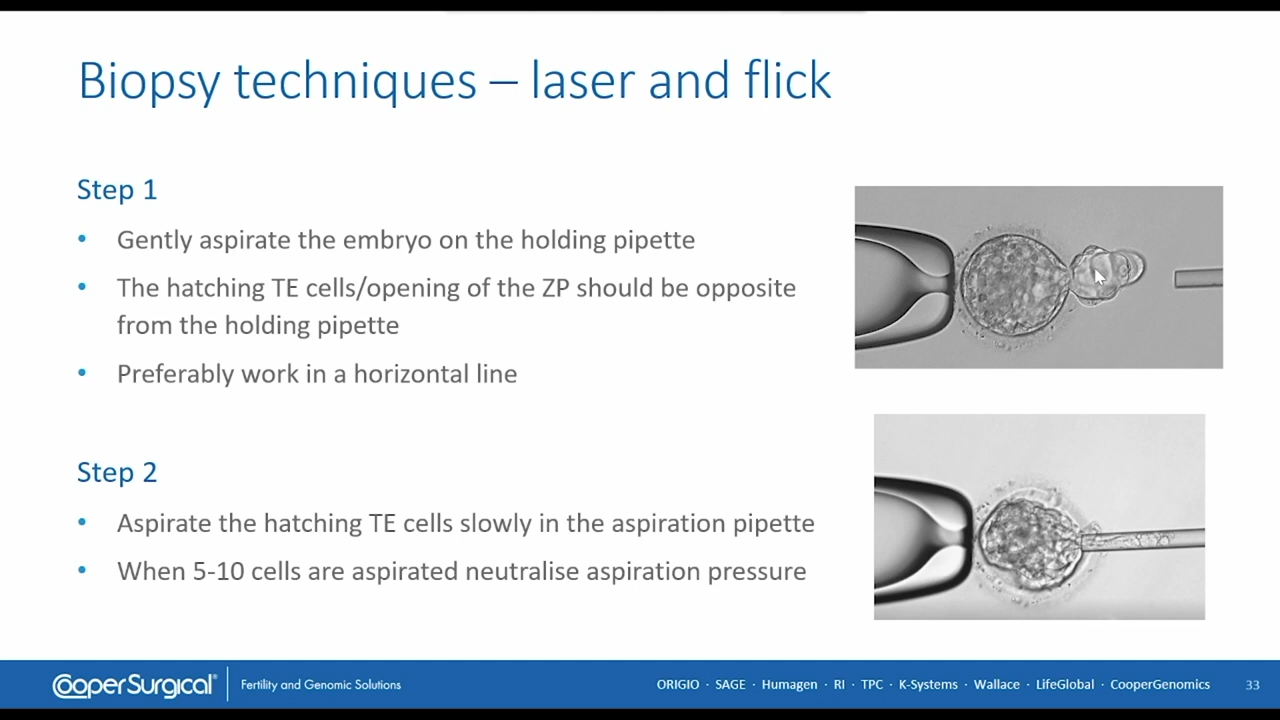 Biopsy techniques – laser and flick
Step 1
• Gently aspirate the embryo on the holding pipette
• The hatching TE cells/opening of the ZP should be opposite
from the holding pipette
• Preferably work in a horizontal line
Step 2
• Aspirate the hatching TE cells slowly in the aspiration pipette
• When 5-10 cells are aspirated neutralise aspiration pressure
CooperSurgical® Fertility and Genomic Solutions ORIGIO · SAGE · Humagen · RI · TPC · K-Systems · Wallace · LifeGlobal · CooperGenomics 33